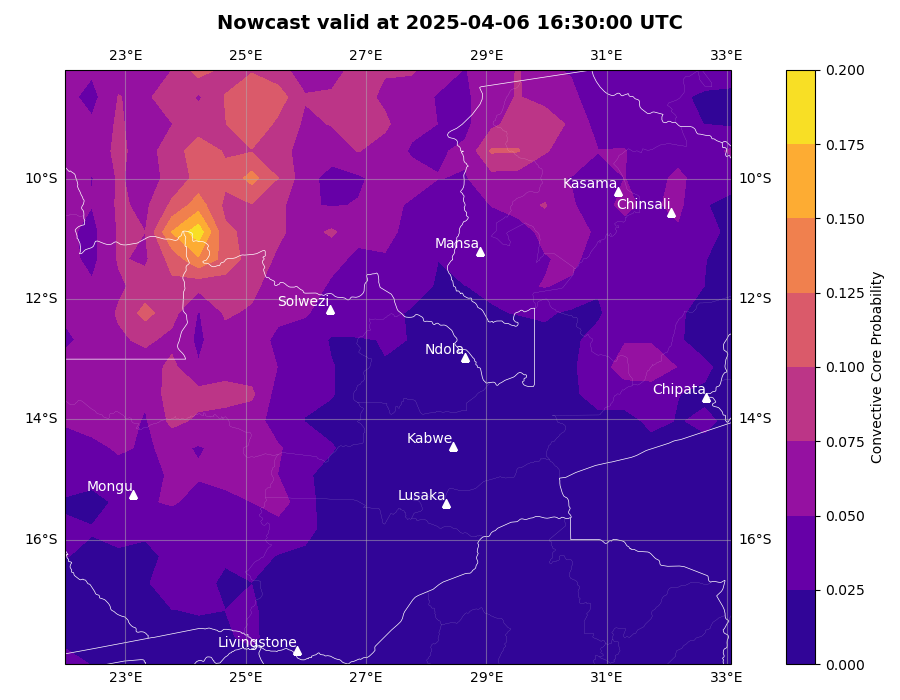 Nowcast valid at 2025-04-06 16:30:00 UTC
23°E 25°E 27°E 29°E 31°E 33°E
0.200
0.175
10°S 10°S
Kasama
Chinsali
0.150
Mansa
0.125
12°S 12°S
Solwezi
Ndola
0.100
Chipata
Convective Core Probability
14°S 14°S
0.075
Kabwe
Mongu
Lusaka
0.050
16°S 16°S
0.025
Livingstone
0.000
23°E 25°E 27°E 29°E 31°E 33°E